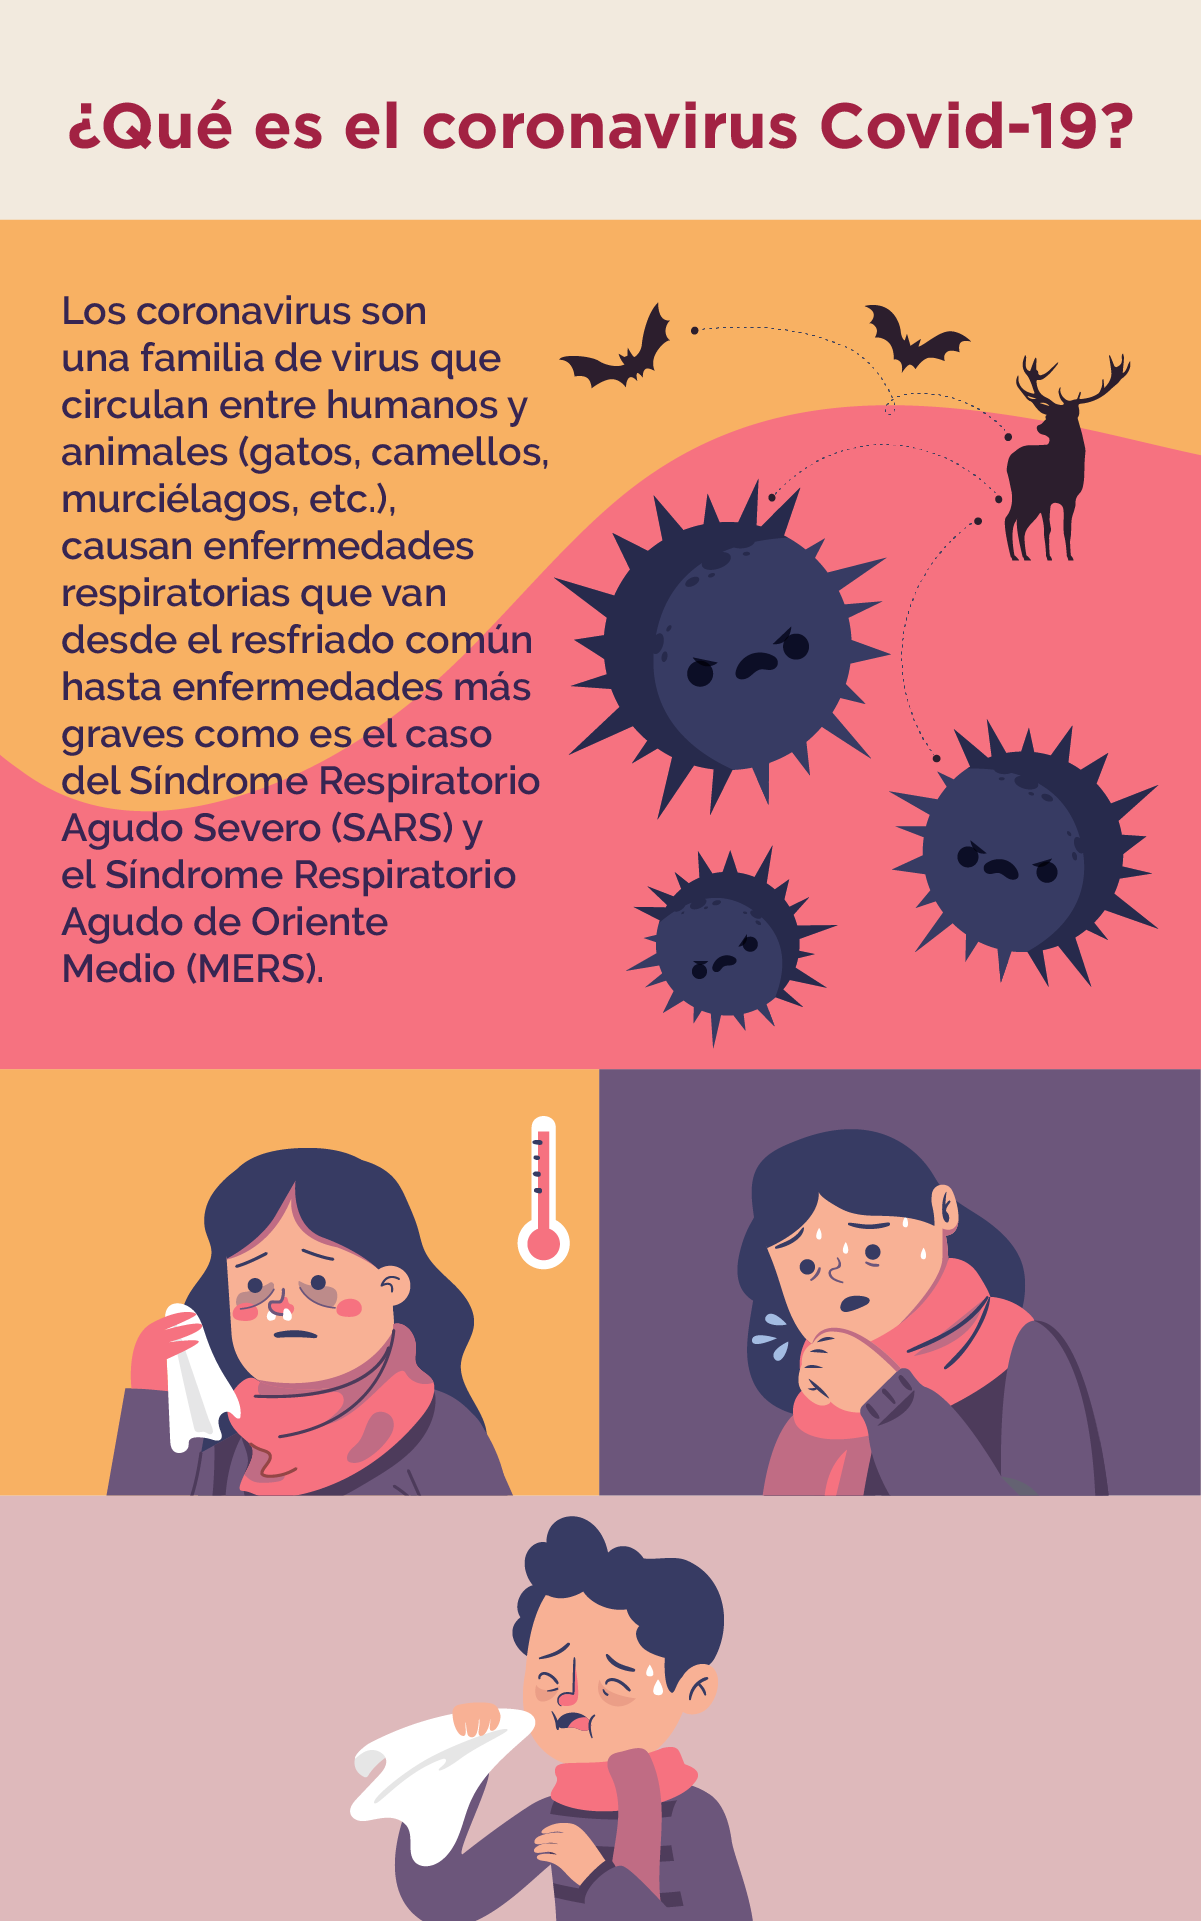 ¿Qué es el coronavirus Covid-19?
Los coronavirus son
una familia de virus que
circulan entre humanos y
animales (gatos, camellos,
murciélagos, etc.),
causan enfermedades
respiratorias que van
desde el resfriado común
hasta enfermedades más
graves como es el caso
del Síndrome Respiratorio
Agudo Severo (SARS) y
el Síndrome Respiratorio
Agudo de Oriente
Medio (MERS).